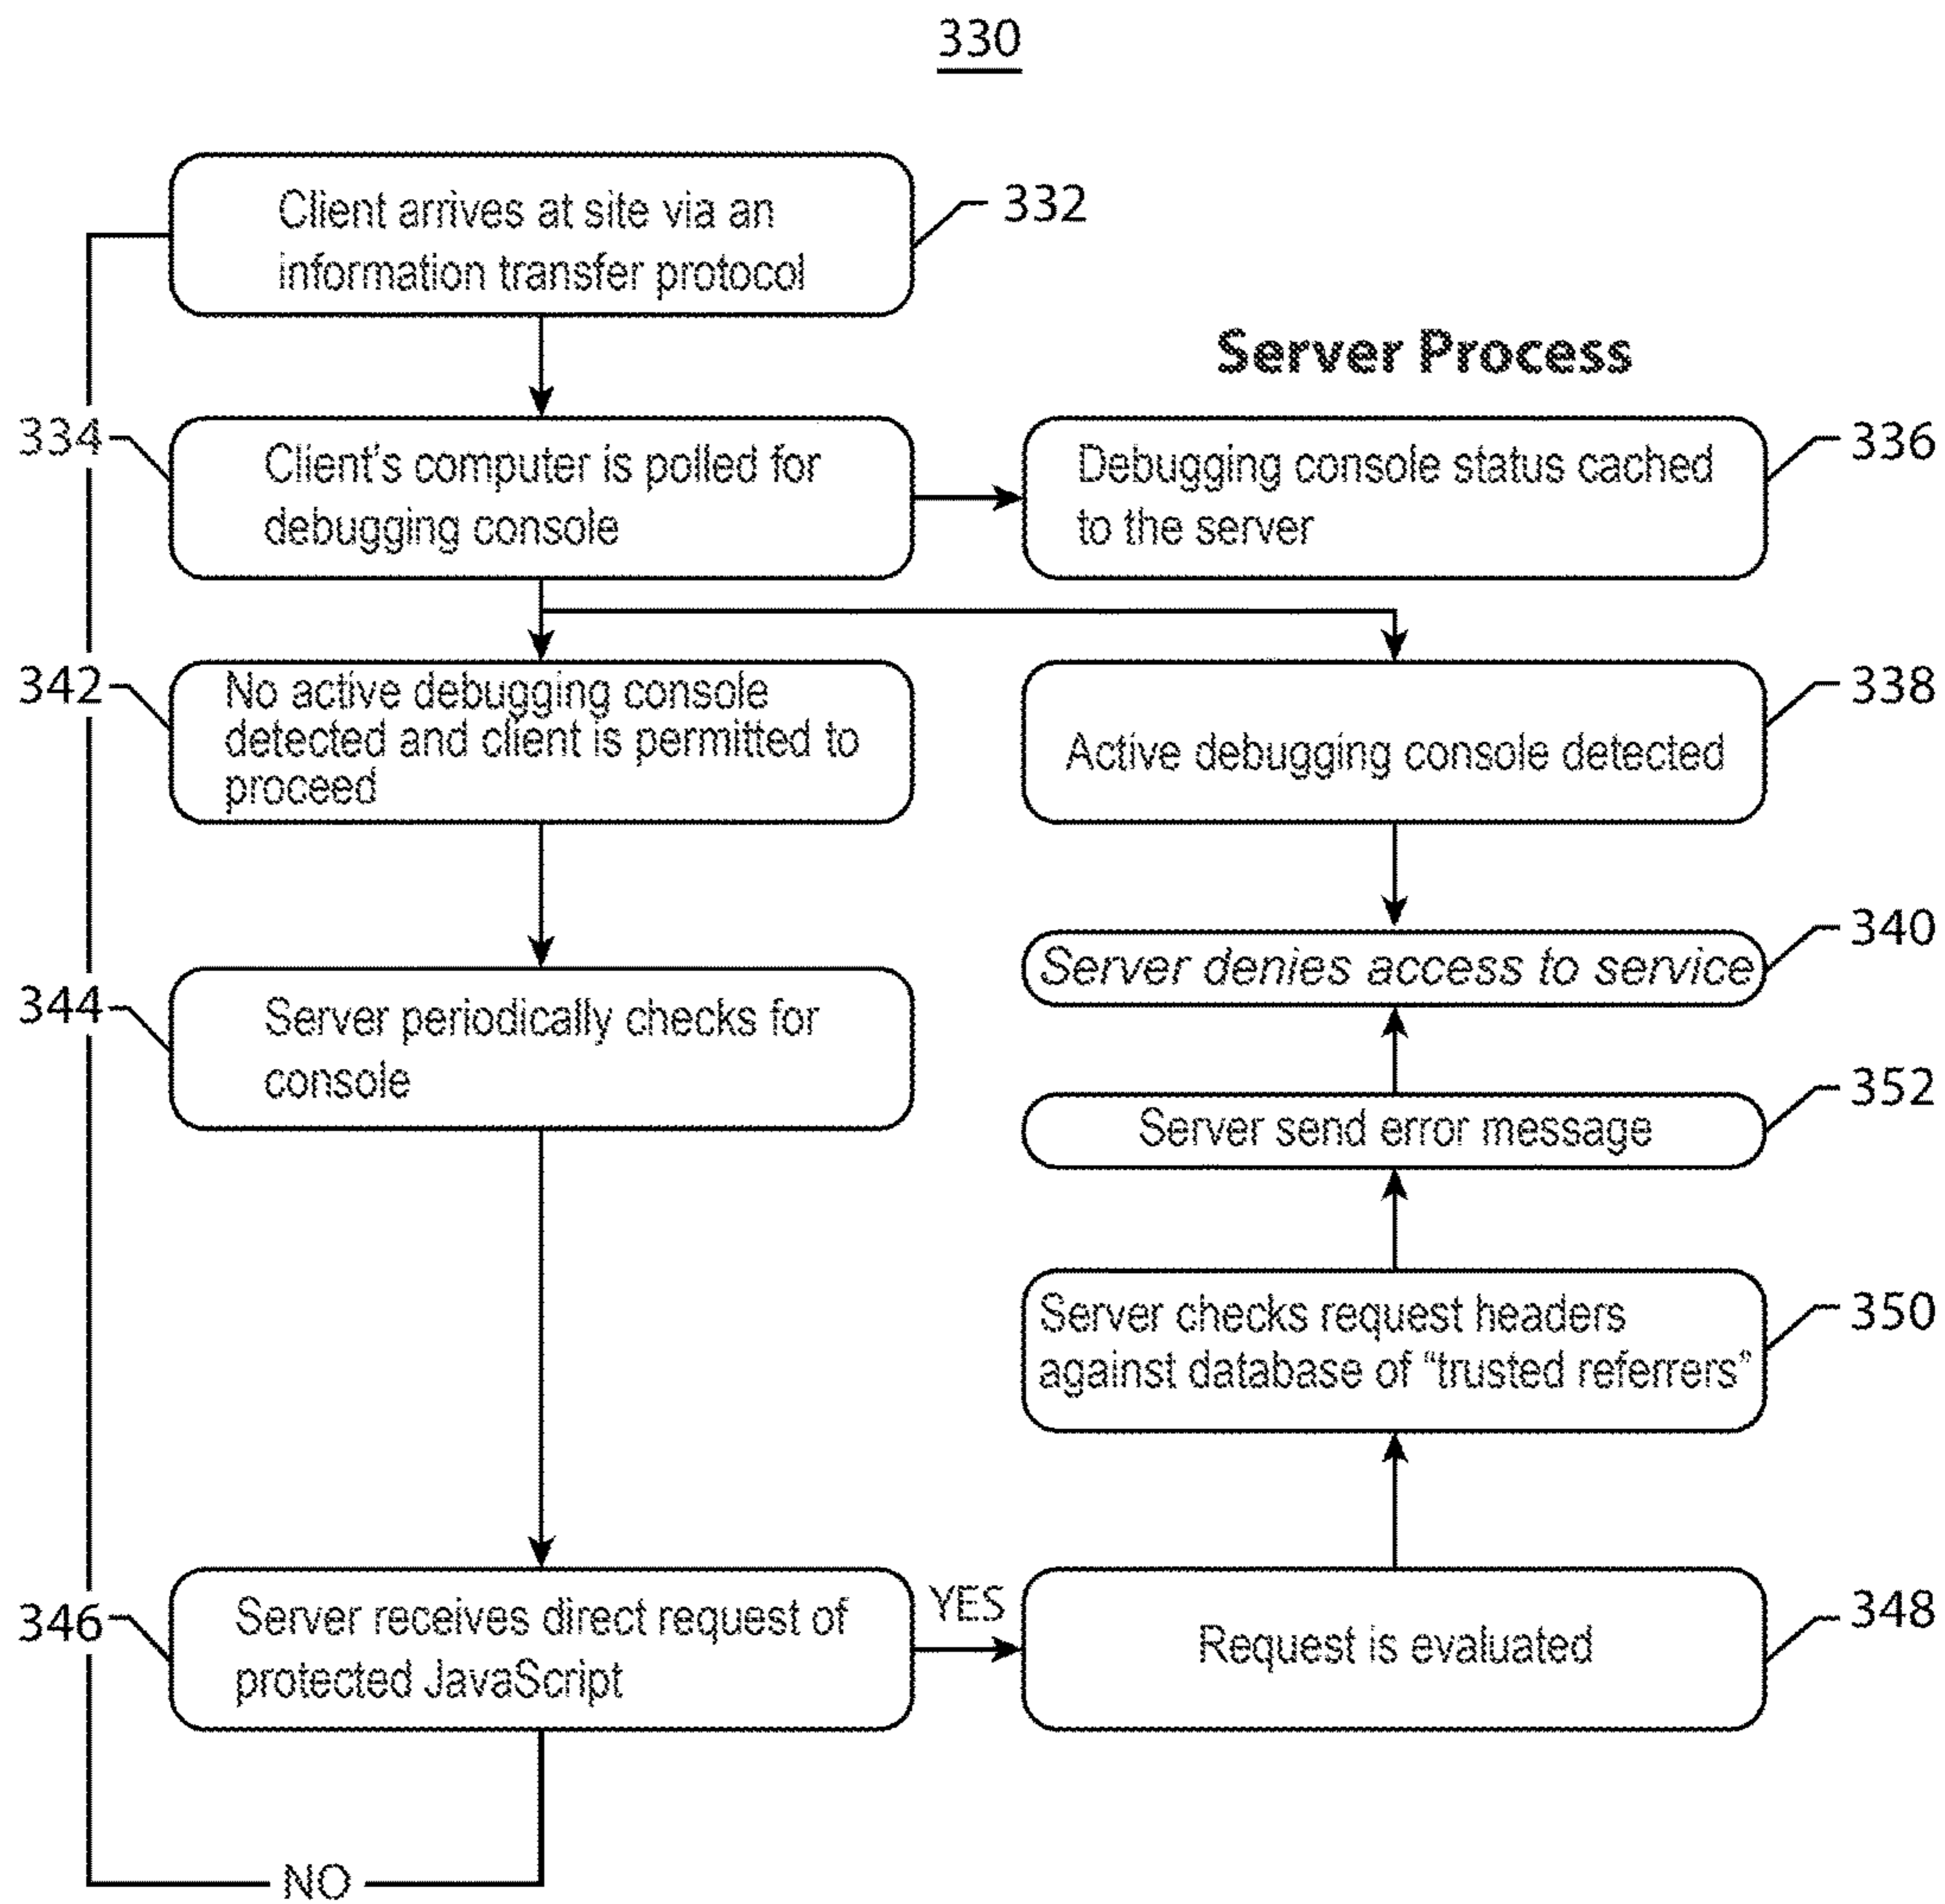 330
Client arrives at site via an
information transfer protocol
332
Server Process
334
Client's computer is polled for
debugging console
Debugging console status cached
to the server
336
342
No active debugging console
detected and client is permitted to
proceed
Active debugging console detected
338
Server denies access to service
340
344
Server periodically checks for
console
Server send error message
352
Server checks request headers
against database of “trusted referrers”
350
346
Server receives direct request of
protected JavaScript
YES
Request is evaluated
348
NO